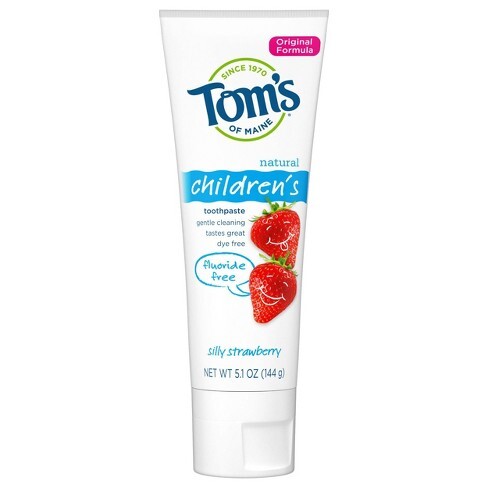 Original
Formula
SINCE 1970
Tom's
OF MAINE®
natural
children's
toothpaste
gentle cleaning
tastes great
dye free
fluoride
free
silly strawberry
NET WT 5.1 OZ (144 g)